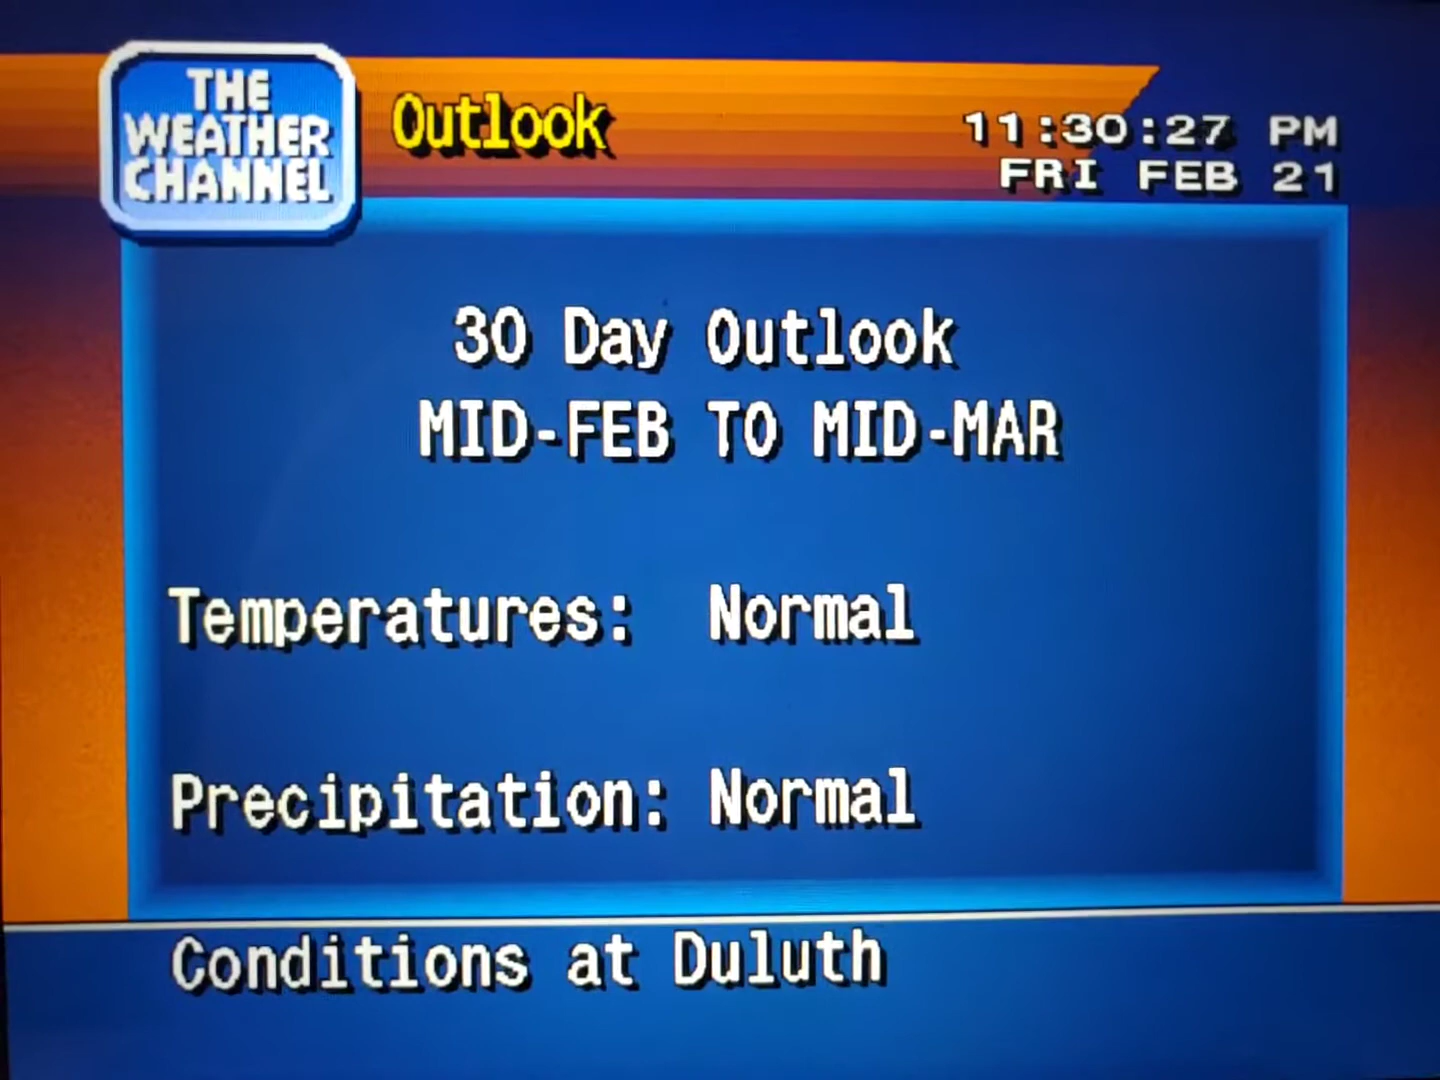 THE
WEATHER
CHANNEL
Outlook
11:30:27 PM
FRI FEB 21
30 Day Outlook
MID-FEB TO MID-MAR
Temperatures: Normal
Precipitation: Normal
Conditions at Duluth